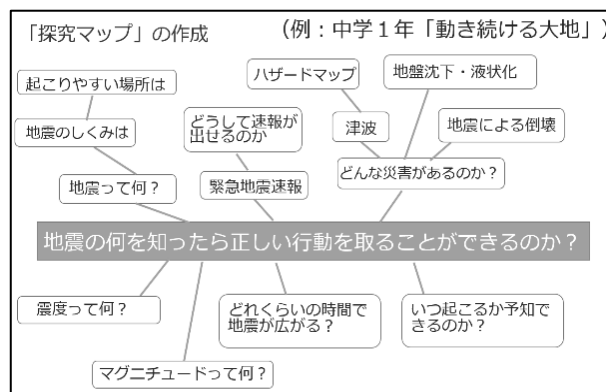 「探究マップ」の作成
(例：中学１年「動き続ける大地」)
起こりやすい場所は
ハザードマップ
地盤沈下・液状化
地震のしくみは
どうして速報が
出せるのか
津波
地震による倒壊
地震って何？
緊急地震速報
どんな災害があるのか？
地震の何を知ったら正しい行動を取ることができるのか？
震度って何？
どれくらいの時間で
地震が広がる？
いつ起こるか予知で
きるのか？
マグニチュードって何？